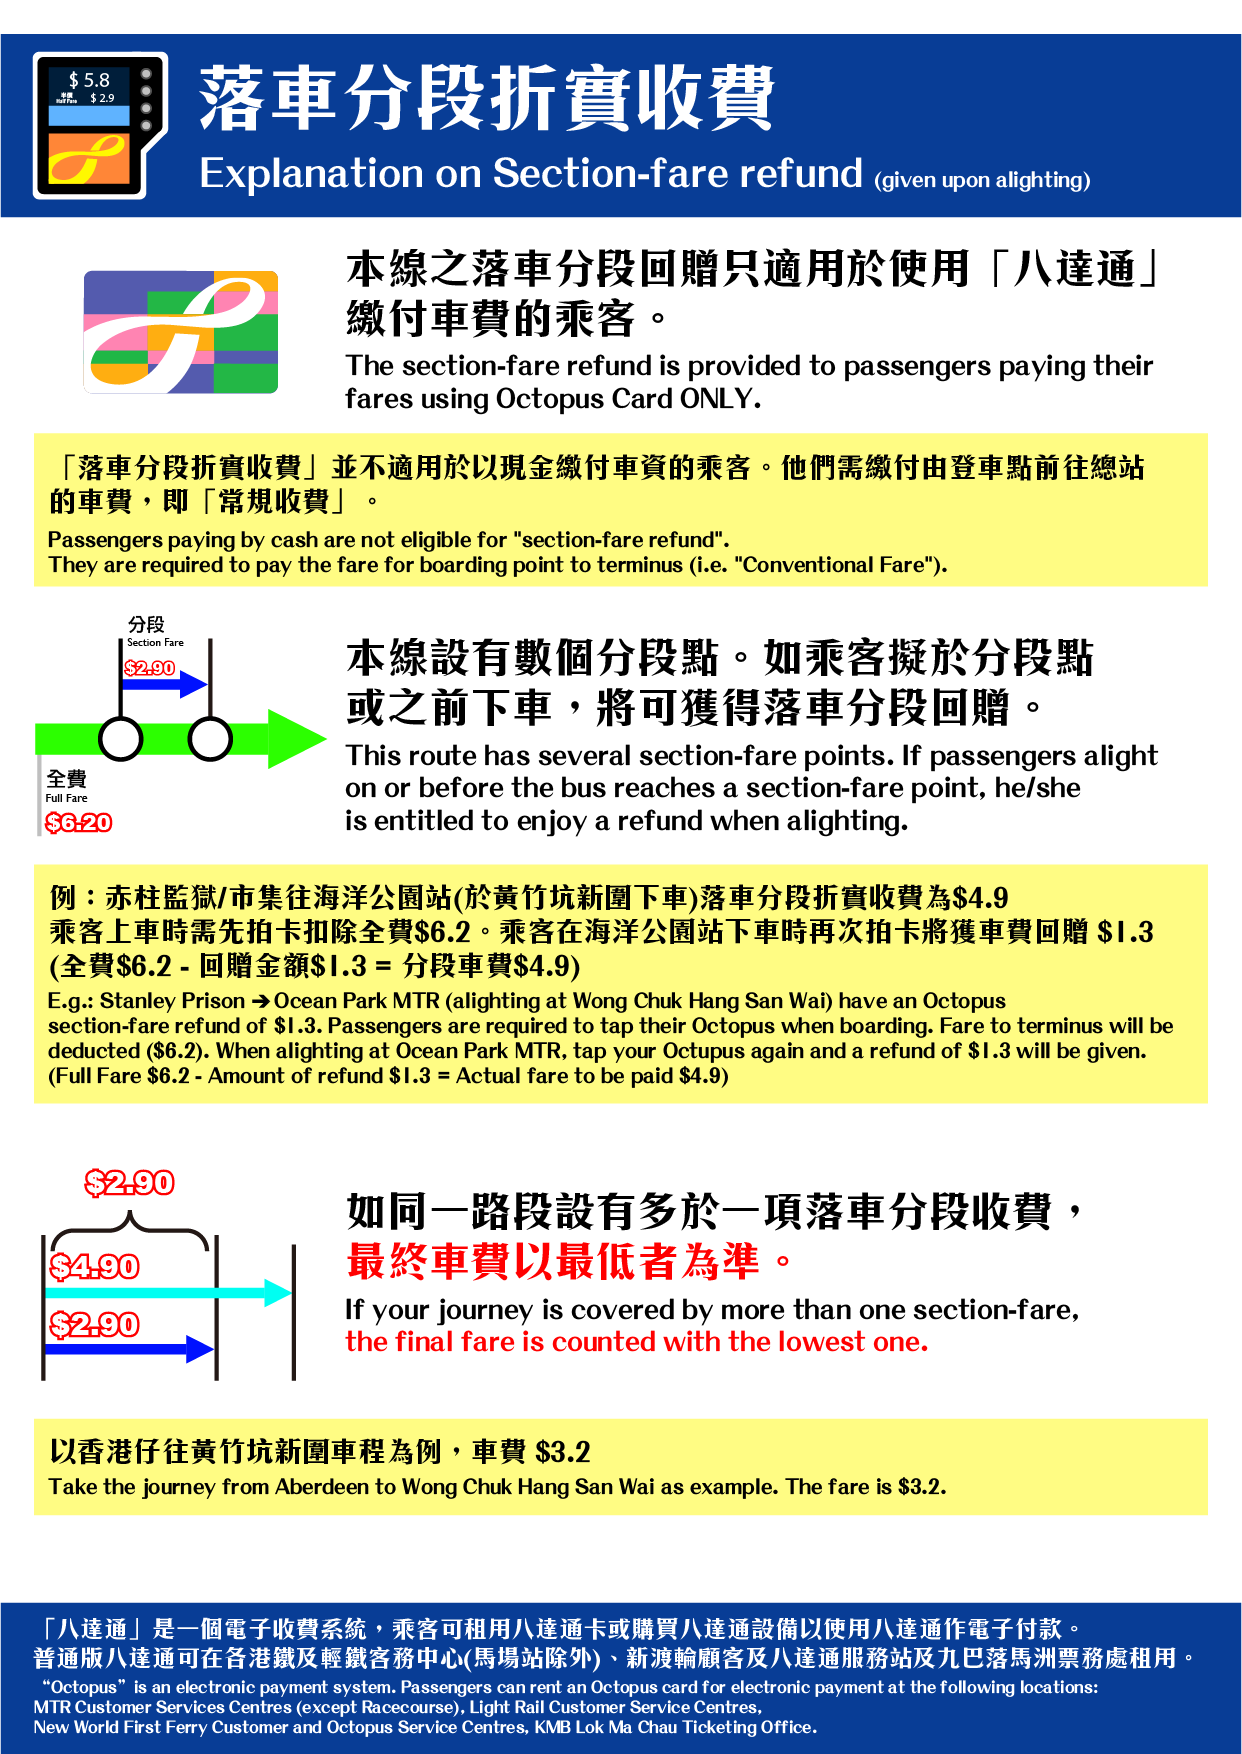 $ 5.8
半價
Half Fare $ 2.9
落車分段折實收費
Explanation on Section-fare refund (given upon alighting)
本線之落車分段回贈只適用於使用「八達通」
繳付車費的乘客。
The section-fare refund is provided to passengers paying their
fares using Octopus Card ONLY.
「落車分段折實收費」並不適用於以現金繳付車資的乘客。他們需繳付由登車點前往總站
的車費，即「常規收費」。
Passengers paying by cash are not eligible for "section-fare refund".
They are required to pay the fare for boarding point to terminus (i.e. "Conventional Fare").
分段
Section Fare
$2.90
全費
Full Fare
$6.20
本線設有數個分段點。如乘客擬於分段點
或之前下車，將可獲得落車分段回贈。
This route has several section-fare points. If passengers alight
on or before the bus reaches a section-fare point, he/she
is entitled to enjoy a refund when alighting.
例：赤柱監獄/市集往海洋公園站(於黃竹坑新圍下車)落車分段折實收費為$4.9
乘客上車時需先拍卡扣除全費$6.2。乘客在海洋公園站下車時再次拍卡將獲車費回贈 $1.3
(全費$6.2 - 回贈金額$1.3 = 分段車費$4.9)
E.g.: Stanley Prison ➔ Ocean Park MTR (alighting at Wong Chuk Hang San Wai) have an Octopus
section-fare refund of $1.3. Passengers are required to tap their Octopus when boarding. Fare to terminus will be
deducted ($6.2). When alighting at Ocean Park MTR, tap your Octupus again and a refund of $1.3 will be given.
(Full Fare $6.2 - Amount of refund $1.3 = Actual fare to be paid $4.9)
$2.90
$4.90
$2.90
如同一路段設有多於一項落車分段收費，
最終車費以最低者為準。
If your journey is covered by more than one section-fare,
the final fare is counted with the lowest one.
以香港仔往黃竹坑新圍車程為例，車費 $3.2
Take the journey from Aberdeen to Wong Chuk Hang San Wai as example. The fare is $3.2.
「八達通」是一個電子收費系統，乘客可租用八達通卡或購買八達通設備以使用八達通作電子付款。
普通版八達通可在各港鐵及輕鐵客務中心(馬場站除外)、新渡輪顧客及八達通服務站及九巴落馬洲票務處租用。
“Octopus” is an electronic payment system. Passengers can rent an Octopus card for electronic payment at the following locations:
MTR Customer Services Centres (except Racecourse), Light Rail Customer Service Centres,
New World First Ferry Customer and Octopus Service Centres, KMB Lok Ma Chau Ticketing Office.